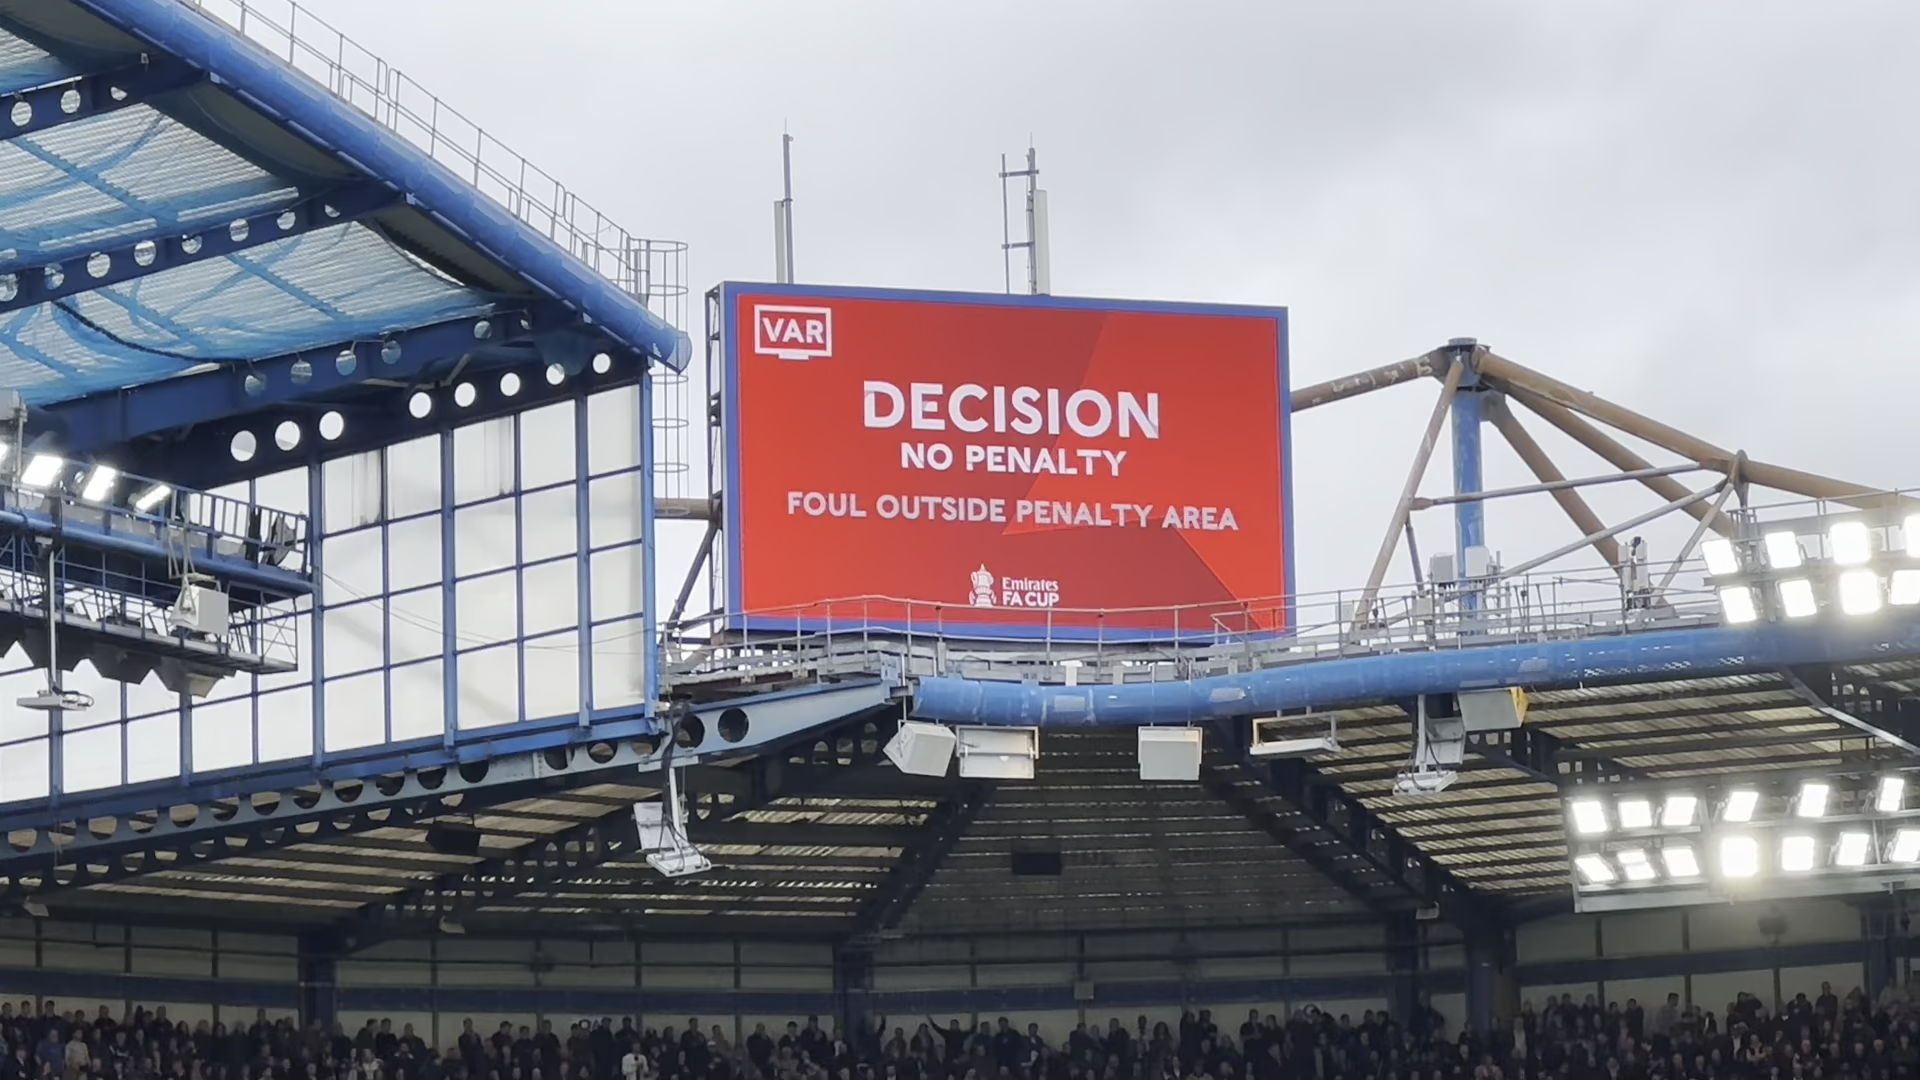 VAR
DECISION
NO PENALTY
FOUL OUTSIDE PENALTY AREA
Emirates
FA CUP